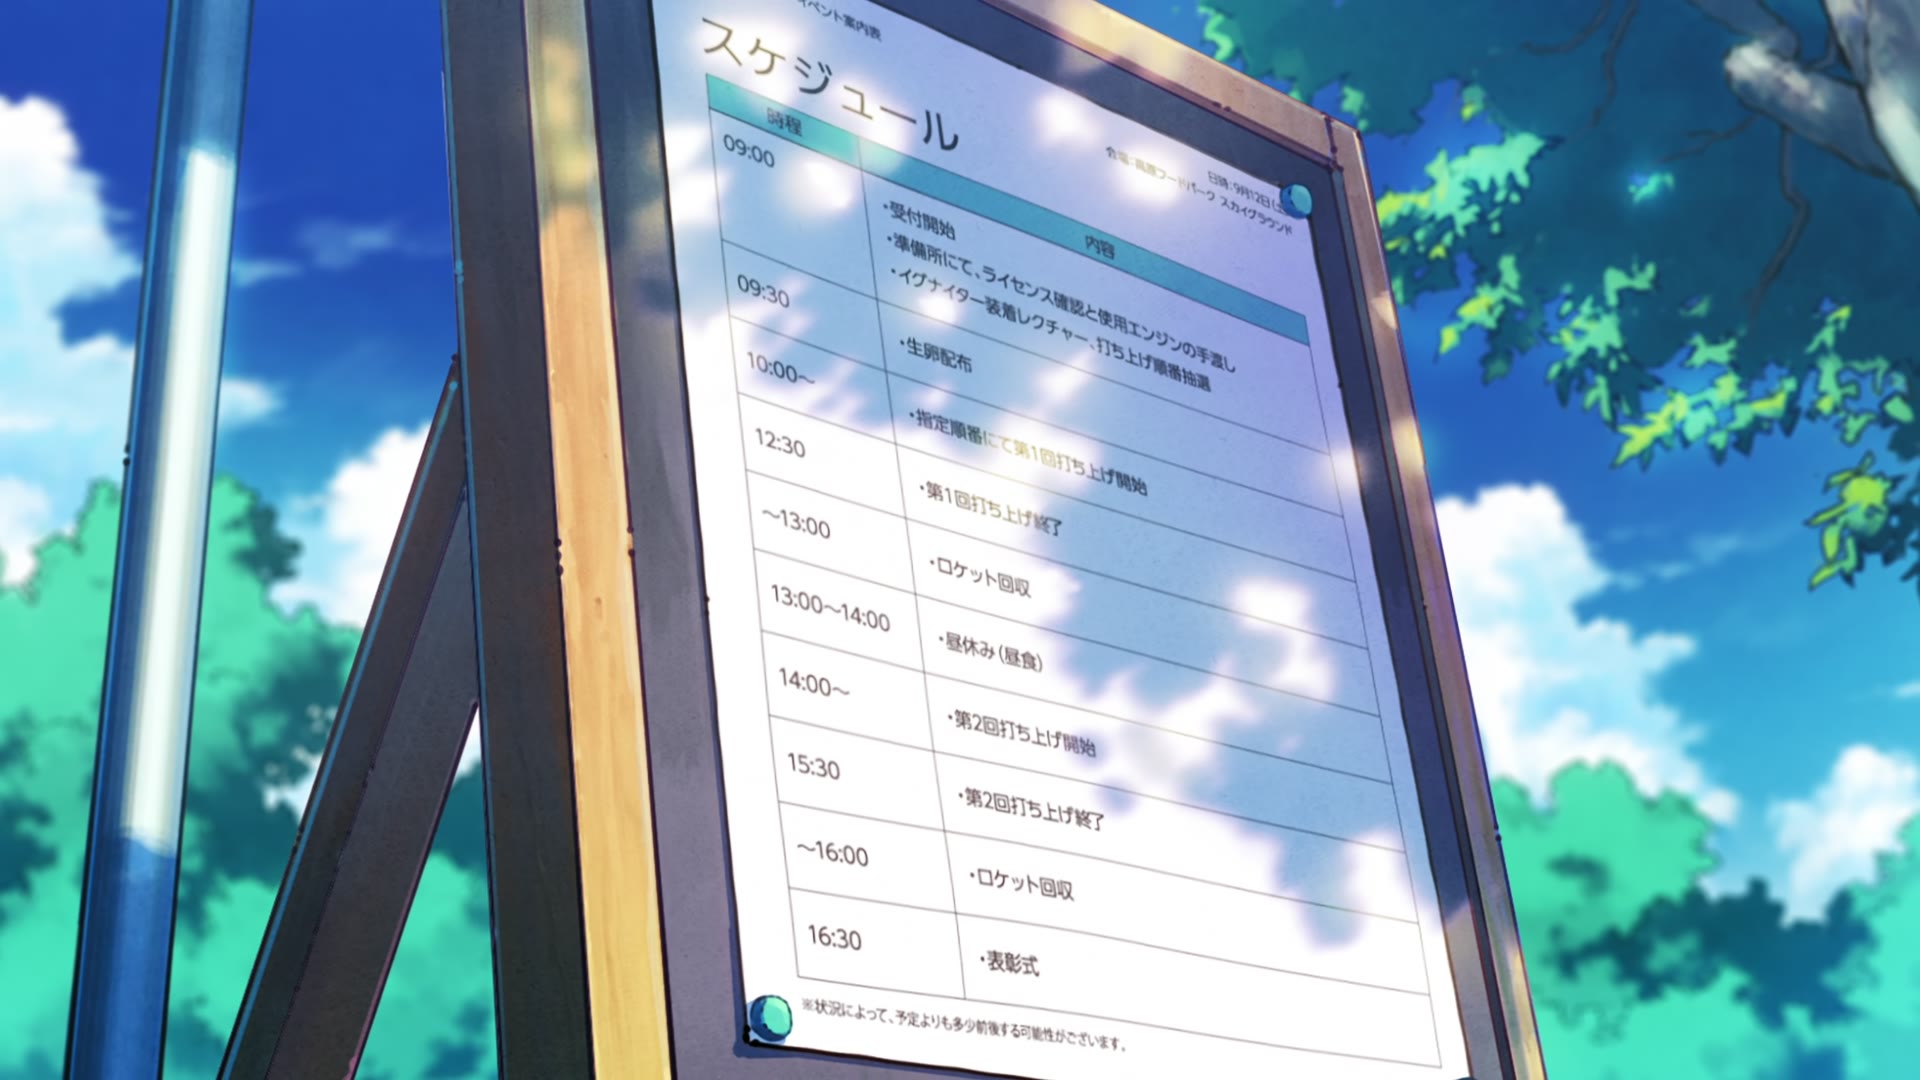 イベント案内表
スケジュール
日時：9月12日（土
会場：高原フードパーク スカイグラウンド
時程
内容
09:00
・受付開始
・準備所にて、ライセンス確認と使用エンジンの手渡し
・イグナイター装着レクチャー、打ち上げ順番抽選
09:30
・生卵配布
10:00～
・指定順番にて第1回打ち上げ開始
12:30
・第1回打ち上げ終了
～13:00
・ロケット回収
13:00～14:00
・昼休み（昼食）
14:00～
・第2回打ち上げ開始
15:30
・第2回打ち上げ終了
～16:00
・ロケット回収
16:30
・表彰式
※状況によって、予定よりも多少前後する可能性がございます。